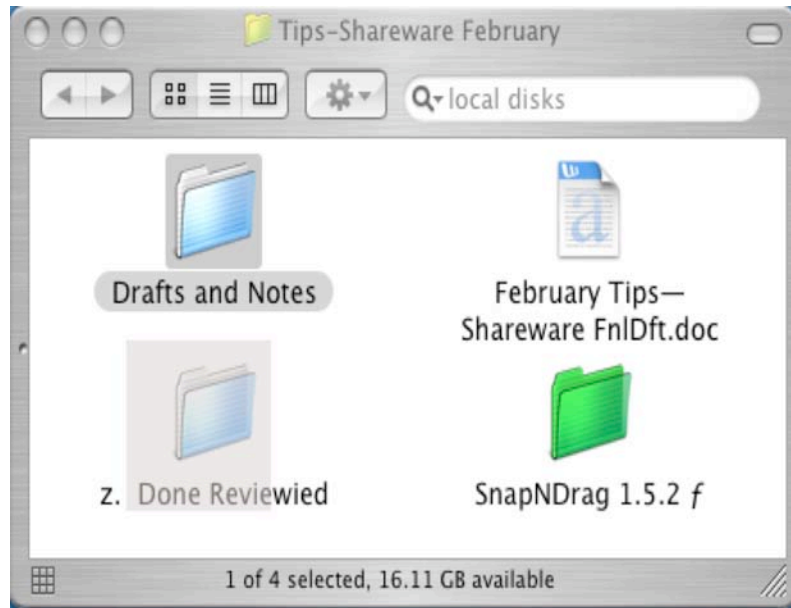 Tips-Shareware February
local disks
Drafts and Notes
February Tips—
Shareware FnlDft.doc
z. Done Reviewied
SnapNDrag 1.5.2 ƒ
1 of 4 selected, 16.11 GB available